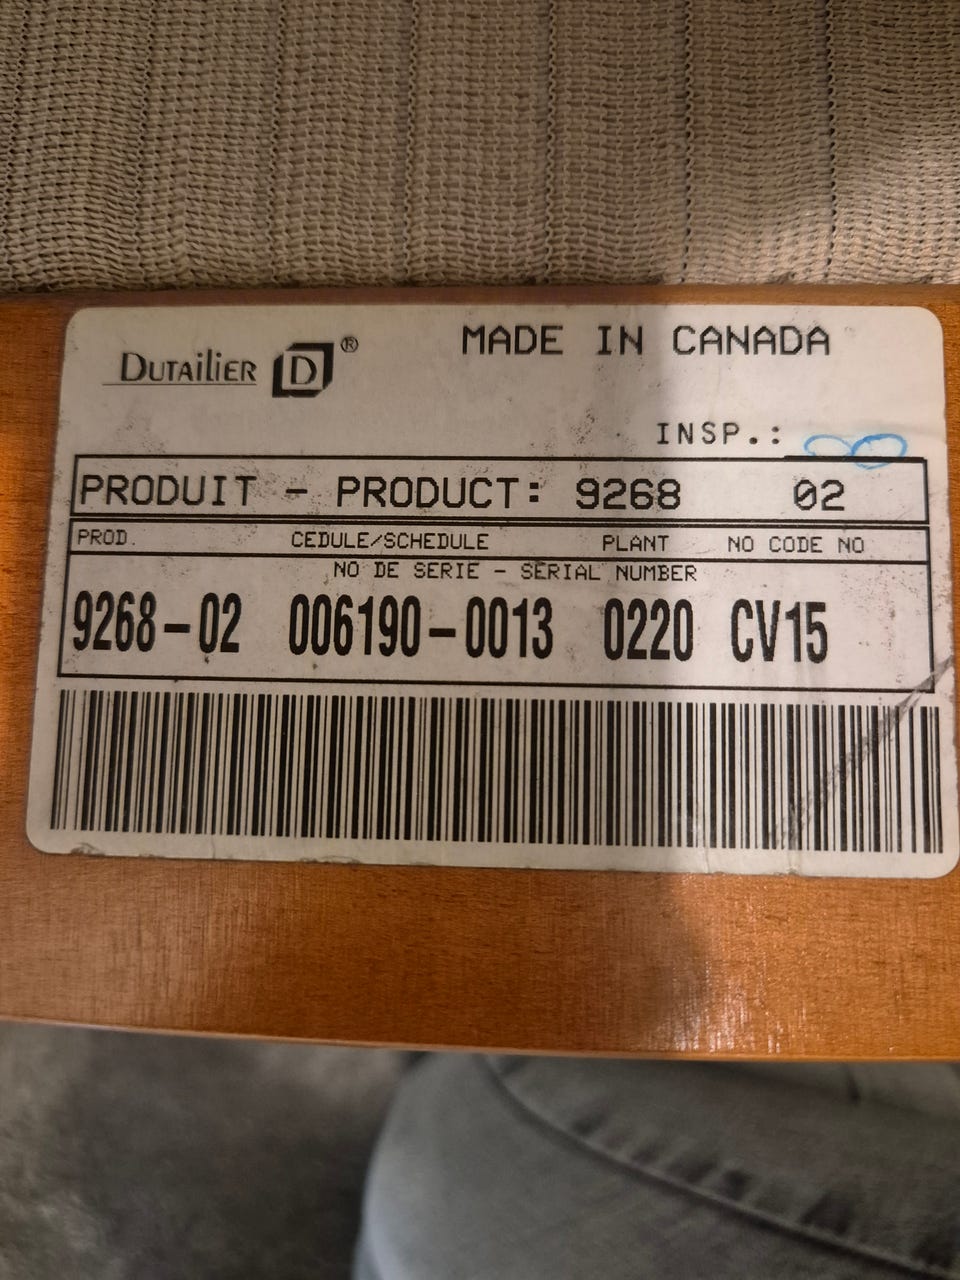 DUTAILIER D ®
MADE IN CANADA
INSP.:
PRODUIT - PRODUCT: 9268 02
PROD. CEDULE/SCHEDULE PLANT NO CODE NO
NO DE SERIE - SERIAL NUMBER
9268-02 006190-0013 0220 CV15